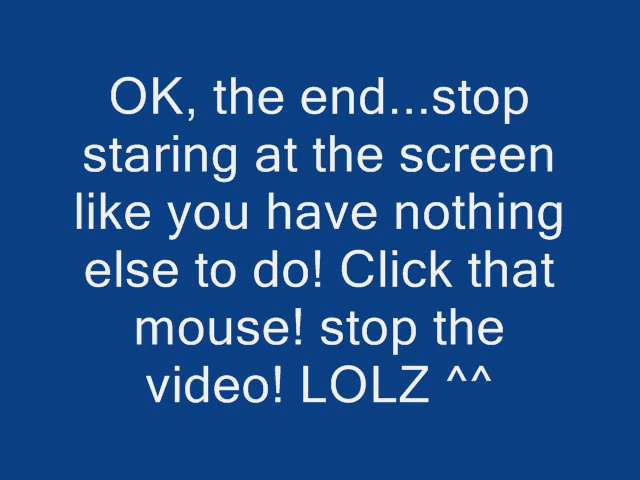 OK, the end...stop
staring at the screen
like you have nothing
else to do! Click that
mouse! stop the
video! LOLZ ^^